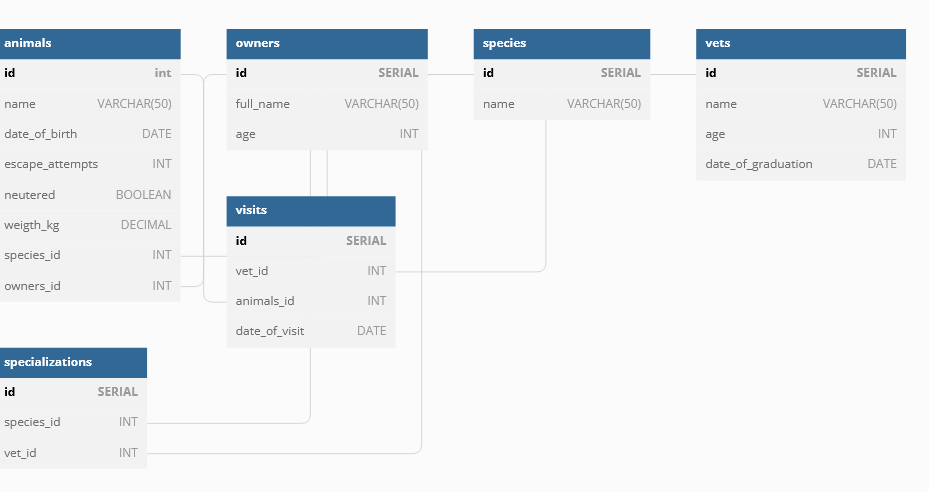 animals
id int
name VARCHAR(50)
date_of_birth DATE
escape_attempts INT
neutered BOOLEAN
weigth_kg DECIMAL
species_id INT
owners_id INT
owners
id SERIAL
full_name VARCHAR(50)
age INT
species
id SERIAL
name VARCHAR(50)
vets
id SERIAL
name VARCHAR(50)
age INT
date_of_graduation DATE
visits
id SERIAL
vet_id INT
animals_id INT
date_of_visit DATE
specializations
id SERIAL
species_id INT
vet_id INT